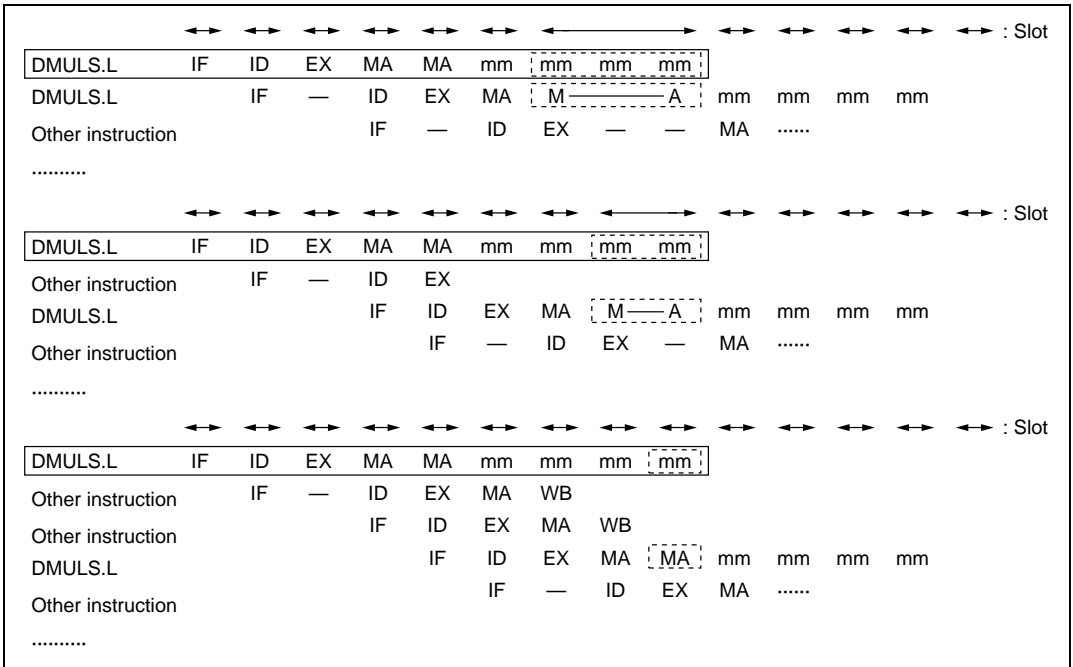 : Slot
DMULS.L IF ID EX MA MA mm mm mm mm
DMULS.L IF — ID EX MA M A mm mm mm mm
Other instruction IF — ID EX — — MA ······
..........
: Slot
DMULS.L IF ID EX MA MA mm mm mm mm
Other instruction IF — ID EX
DMULS.L IF ID EX MA M A mm mm mm mm
Other instruction IF — ID EX — MA ······
..........
: Slot
DMULS.L IF ID EX MA MA mm mm mm mm
Other instruction IF — ID EX MA WB
Other instruction IF ID EX MA WB
DMULS.L IF ID EX MA MA mm mm mm mm
Other instruction IF — ID EX MA ······
..........